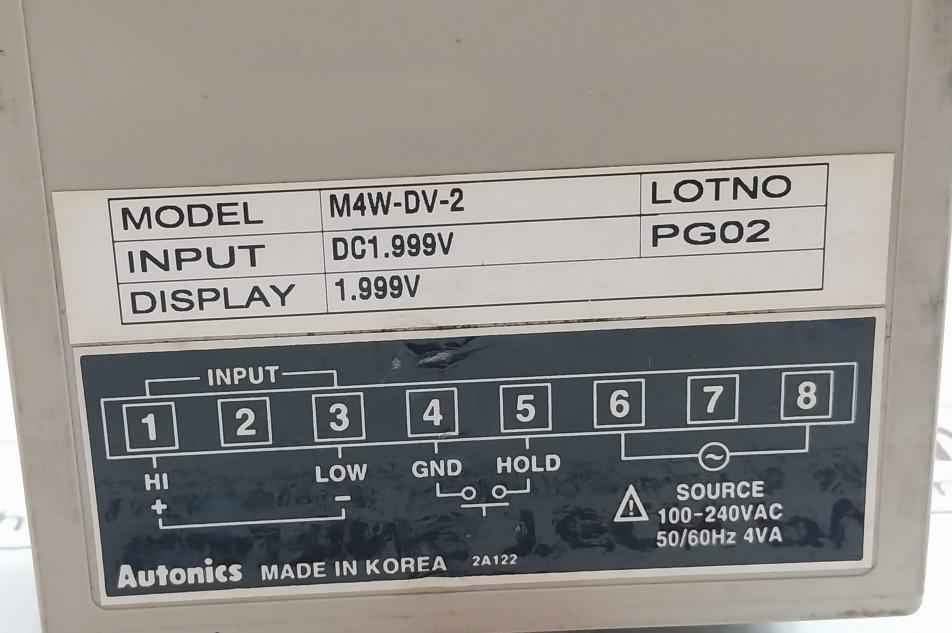 MODEL M4W-DV-2 LOTNO
INPUT DC1.999V PG02
DISPLAY 1.999V
INPUT
1 2 3 4 5 6 7 8
HI LOW GND HOLD
+ −
~
SOURCE
100-240VAC
50/60Hz 4VA
Autonics MADE IN KOREA 2A122